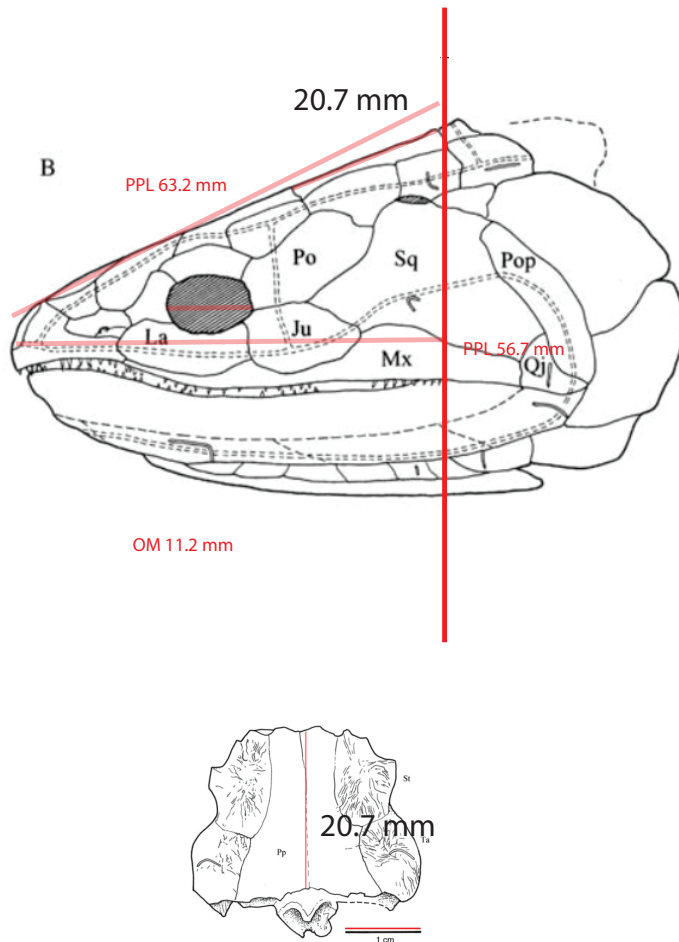 20.7 mm
B
PPL 63.2 mm
Po
Sq
Pop
La
Ju
PPL 56.7 mm
Mx
Qj
OM 11.2 mm
St
20.7 mm
Ta
Pp
1 cm